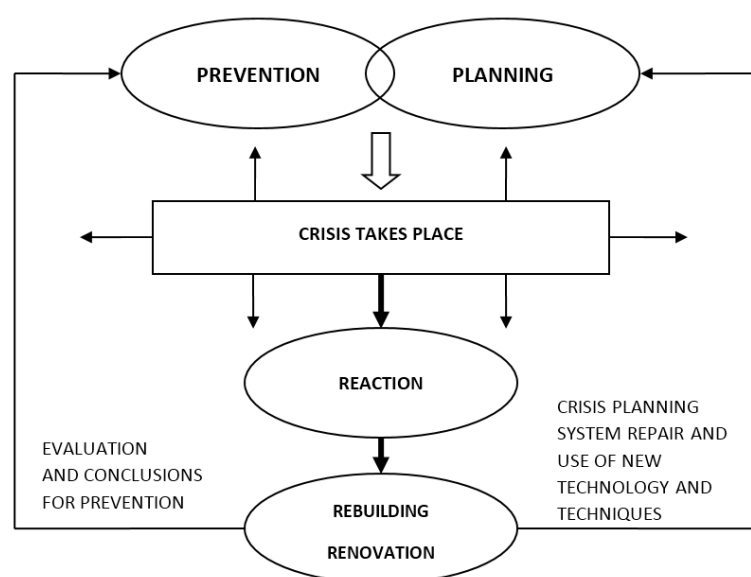 PREVENTION
PLANNING
CRISIS TAKES PLACE
REACTION
EVALUATION
AND CONCLUSIONS
FOR PREVENTION
CRISIS PLANNING
SYSTEM REPAIR AND
USE OF NEW
TECHNOLOGY AND
TECHNIQUES
REBUILDING
RENOVATION